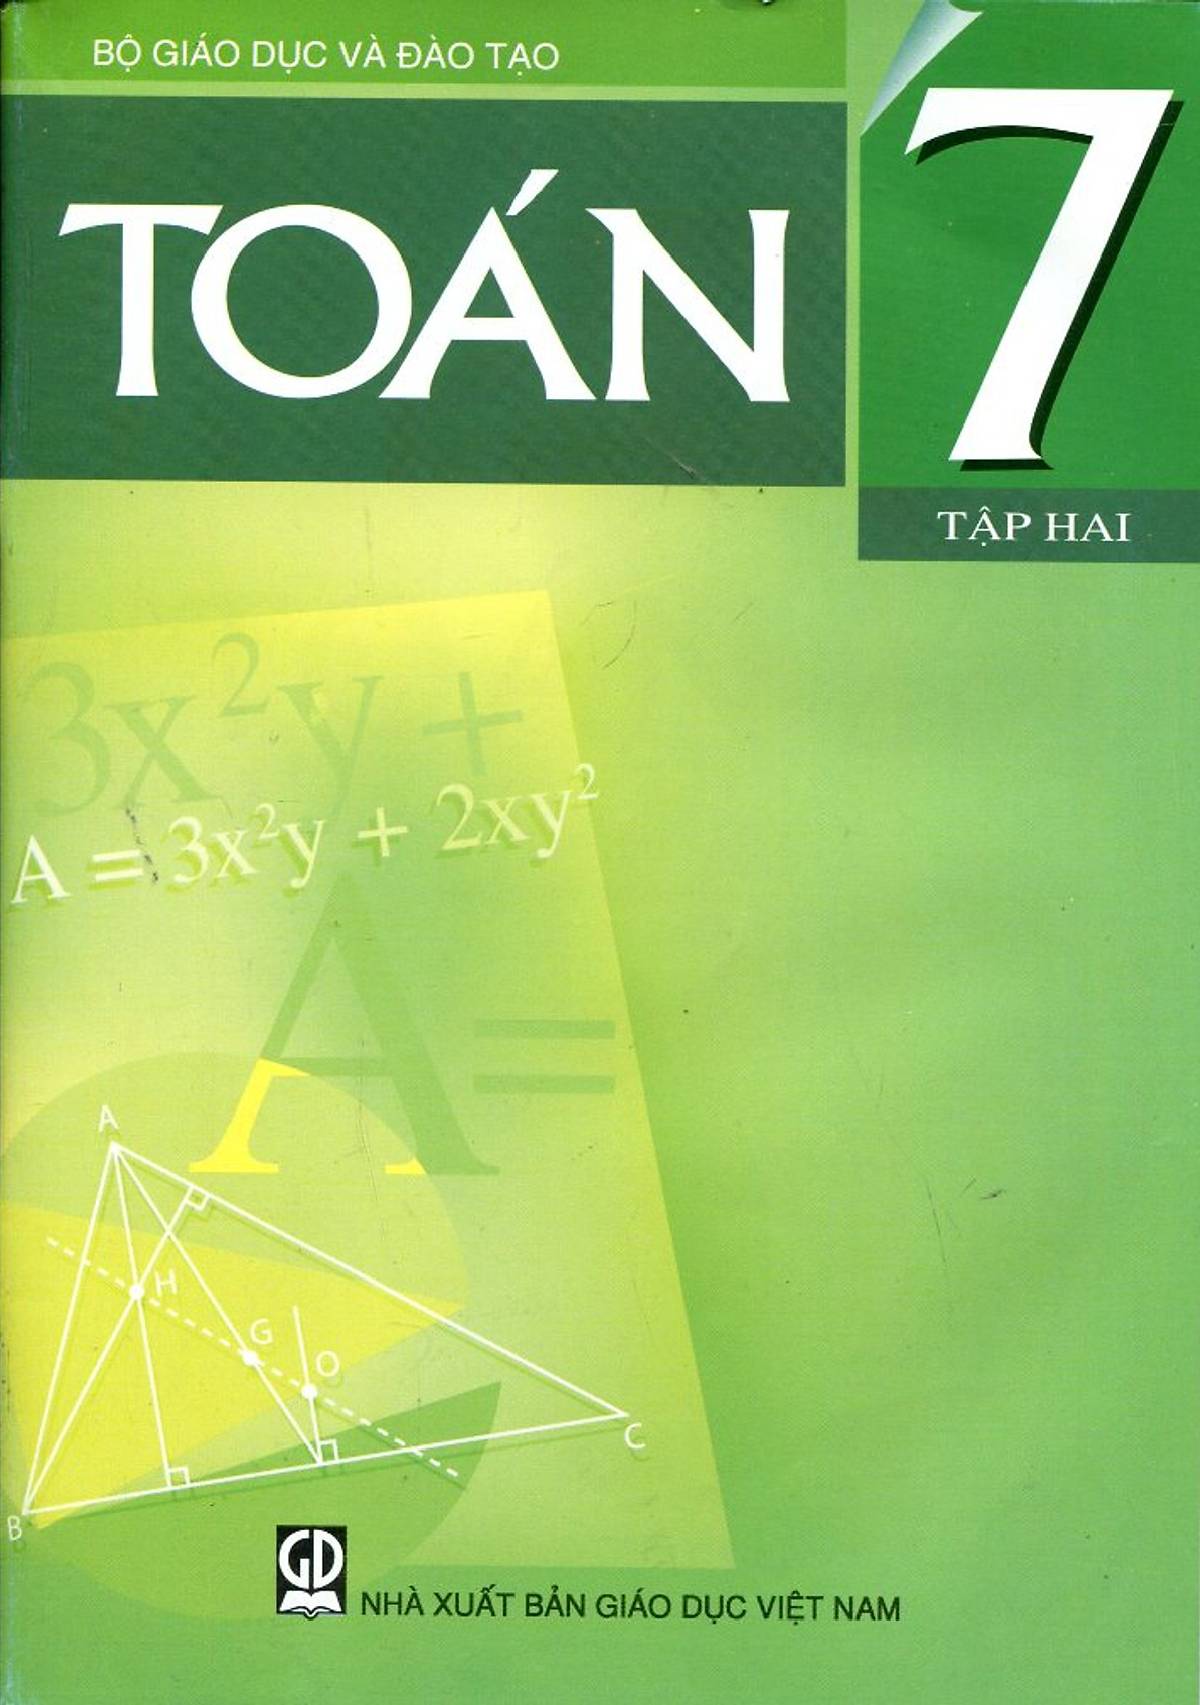 BỘ GIÁO DỤC VÀ ĐÀO TẠO
TOÁN
7
TẬP HAI
3x²y +
A = 3x²y + 2xy²
A =
A
H
G
O
C
B
GD
NHÀ XUẤT BẢN GIÁO DỤC VIỆT NAM